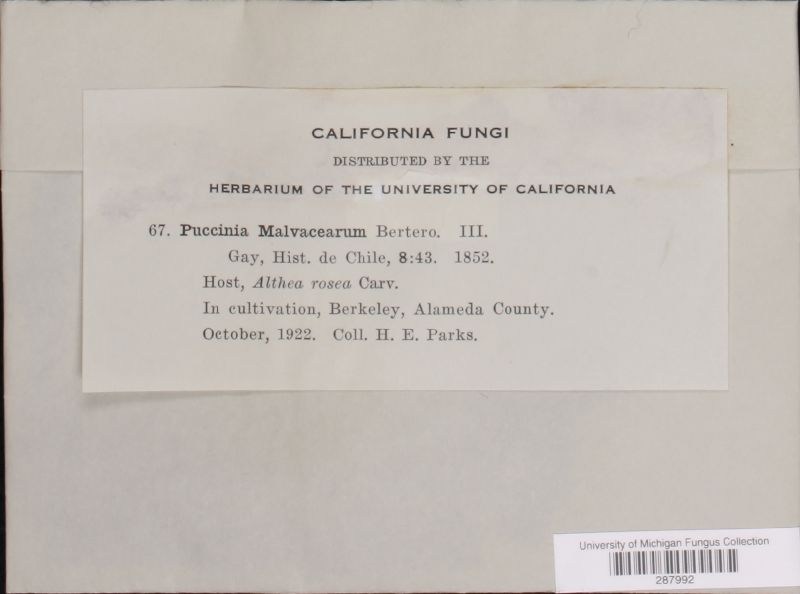 CALIFORNIA FUNGI
DISTRIBUTED BY THE
HERBARIUM OF THE UNIVERSITY OF CALIFORNIA
67. Puccinia Malvacearum Bertero. III.
Gay, Hist. de Chile, 8:43. 1852.
Host, Althea rosea Carv.
In cultivation, Berkeley, Alameda County.
October, 1922. Coll. H. E. Parks.
University of Michigan Fungus Collection
287992